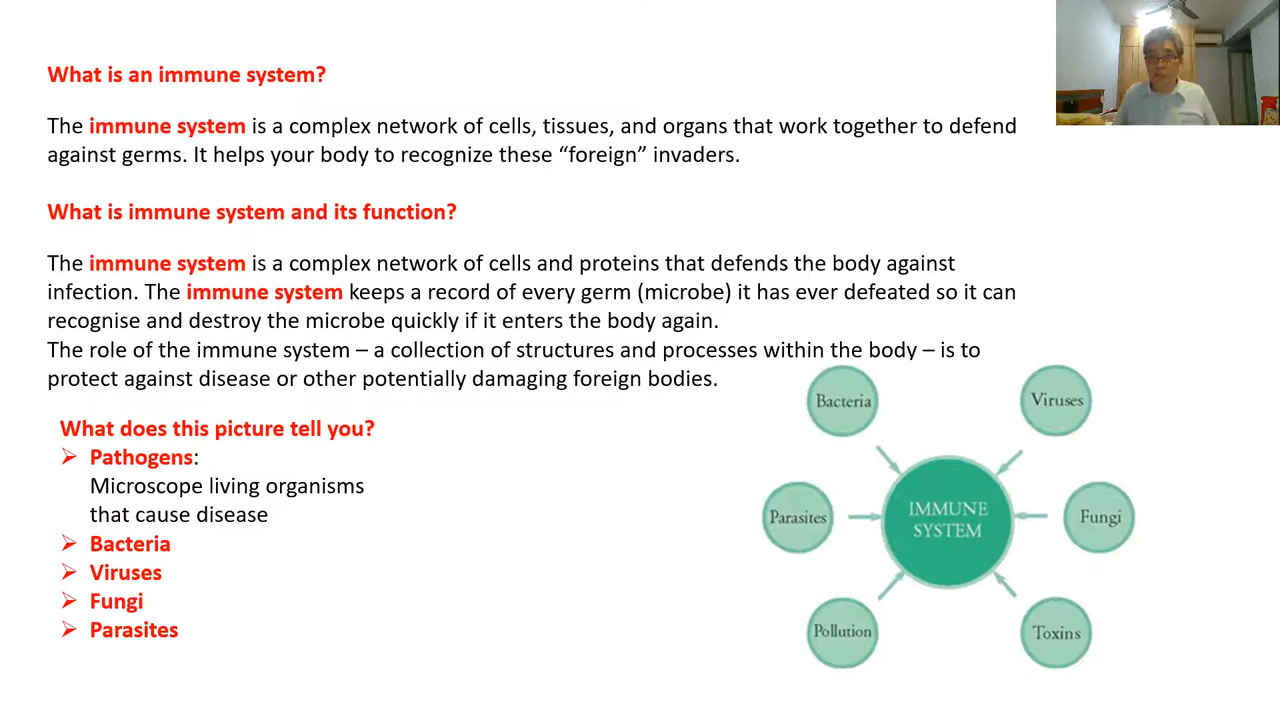 What is an immune system?
The immune system is a complex network of cells, tissues, and organs that work together to defend
against germs. It helps your body to recognize these “foreign” invaders.
What is immune system and its function?
The immune system is a complex network of cells and proteins that defends the body against
infection. The immune system keeps a record of every germ (microbe) it has ever defeated so it can
recognise and destroy the microbe quickly if it enters the body again.
The role of the immune system – a collection of structures and processes within the body – is to
protect against disease or other potentially damaging foreign bodies.
What does this picture tell you?
Pathogens:
Microscope living organisms
that cause disease
Bacteria
Viruses
Fungi
Parasites
Bacteria
Viruses
Parasites
IMMUNE
SYSTEM
Fungi
Pollution
Toxins